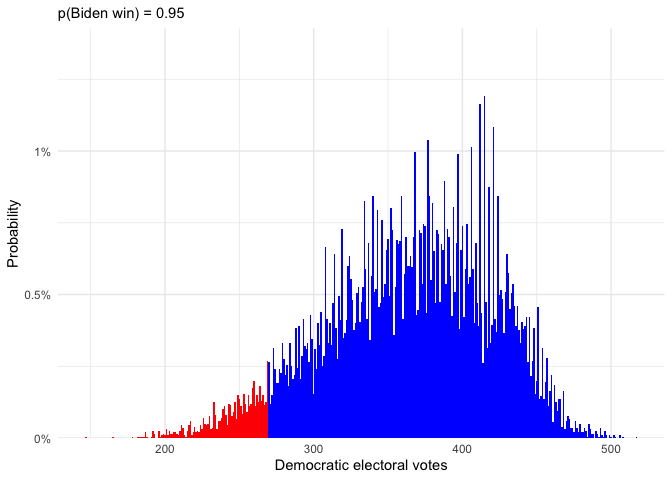 p(Biden win) = 0.95
Probability
1%
0.5%
0%
200
300
400
500
Democratic electoral votes